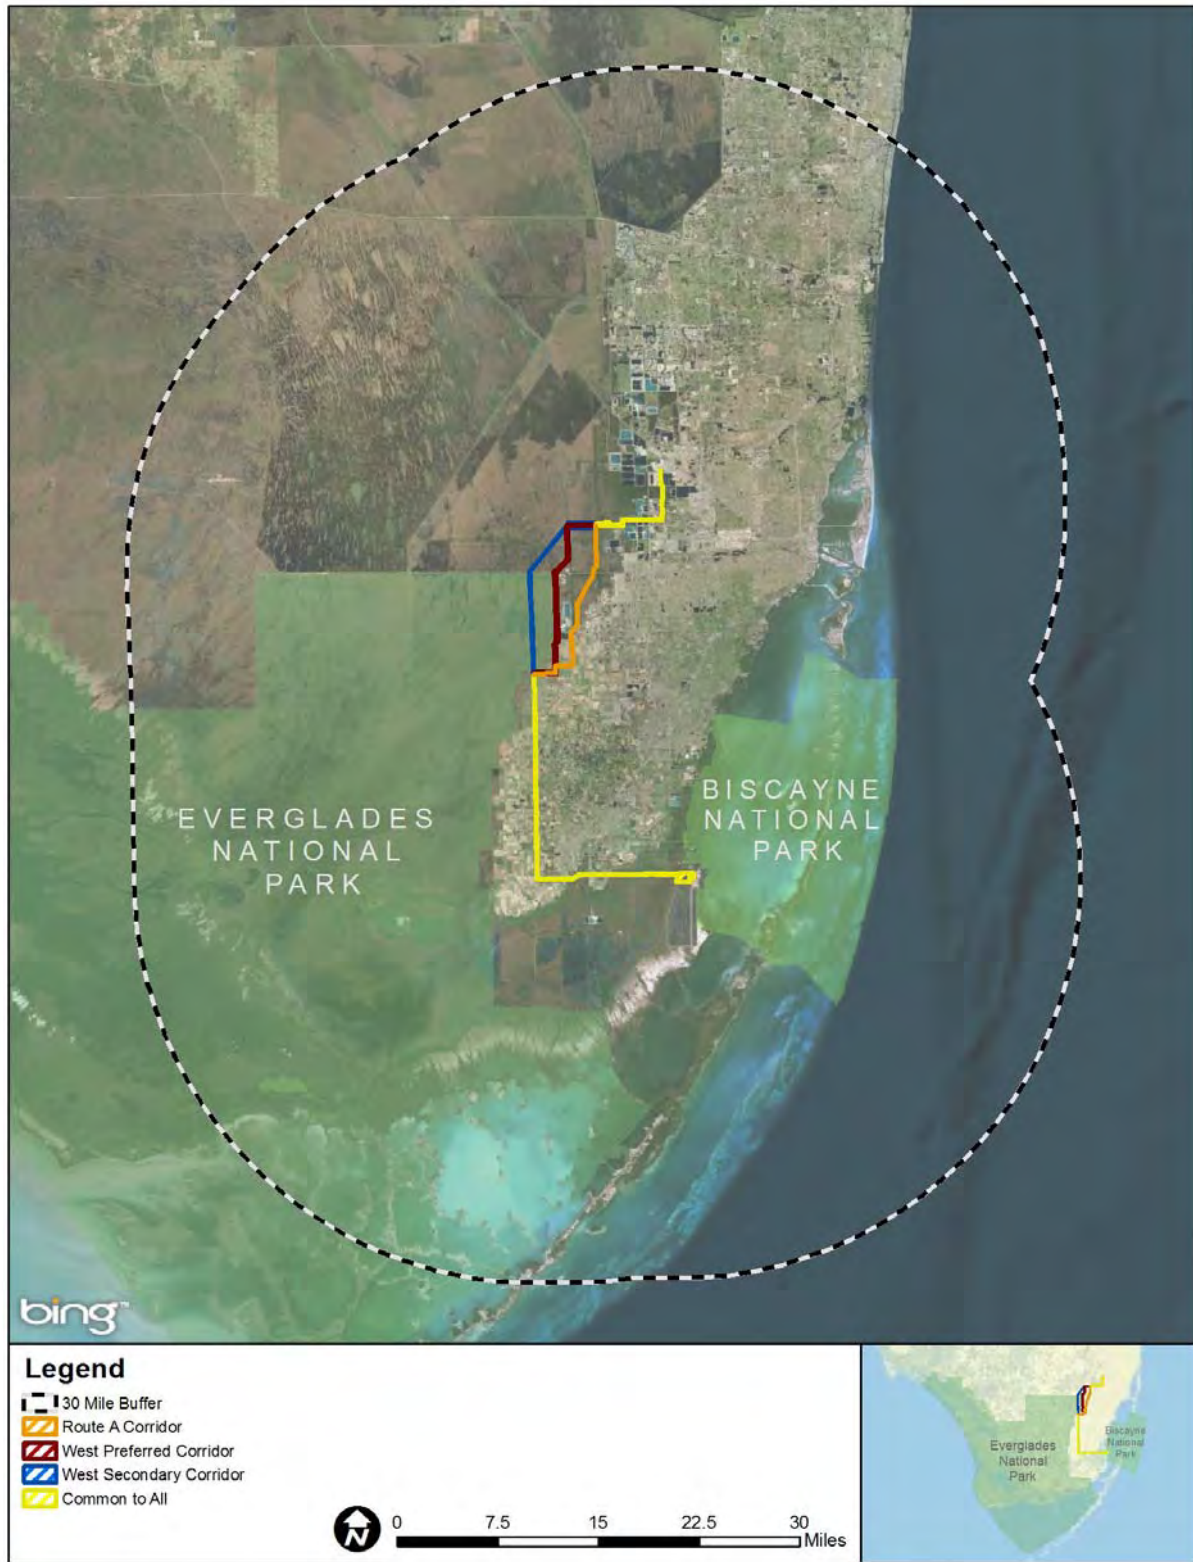 EVERGLADES
NATIONAL
PARK
BISCAYNE
NATIONAL
PARK
bing™
Legend
30 Mile Buffer
Route A Corridor
West Preferred Corridor
West Secondary Corridor
Common to All
N
0 7.5 15 22.5 30
Miles
Everglades
National
Park
Biscayne
National
Park